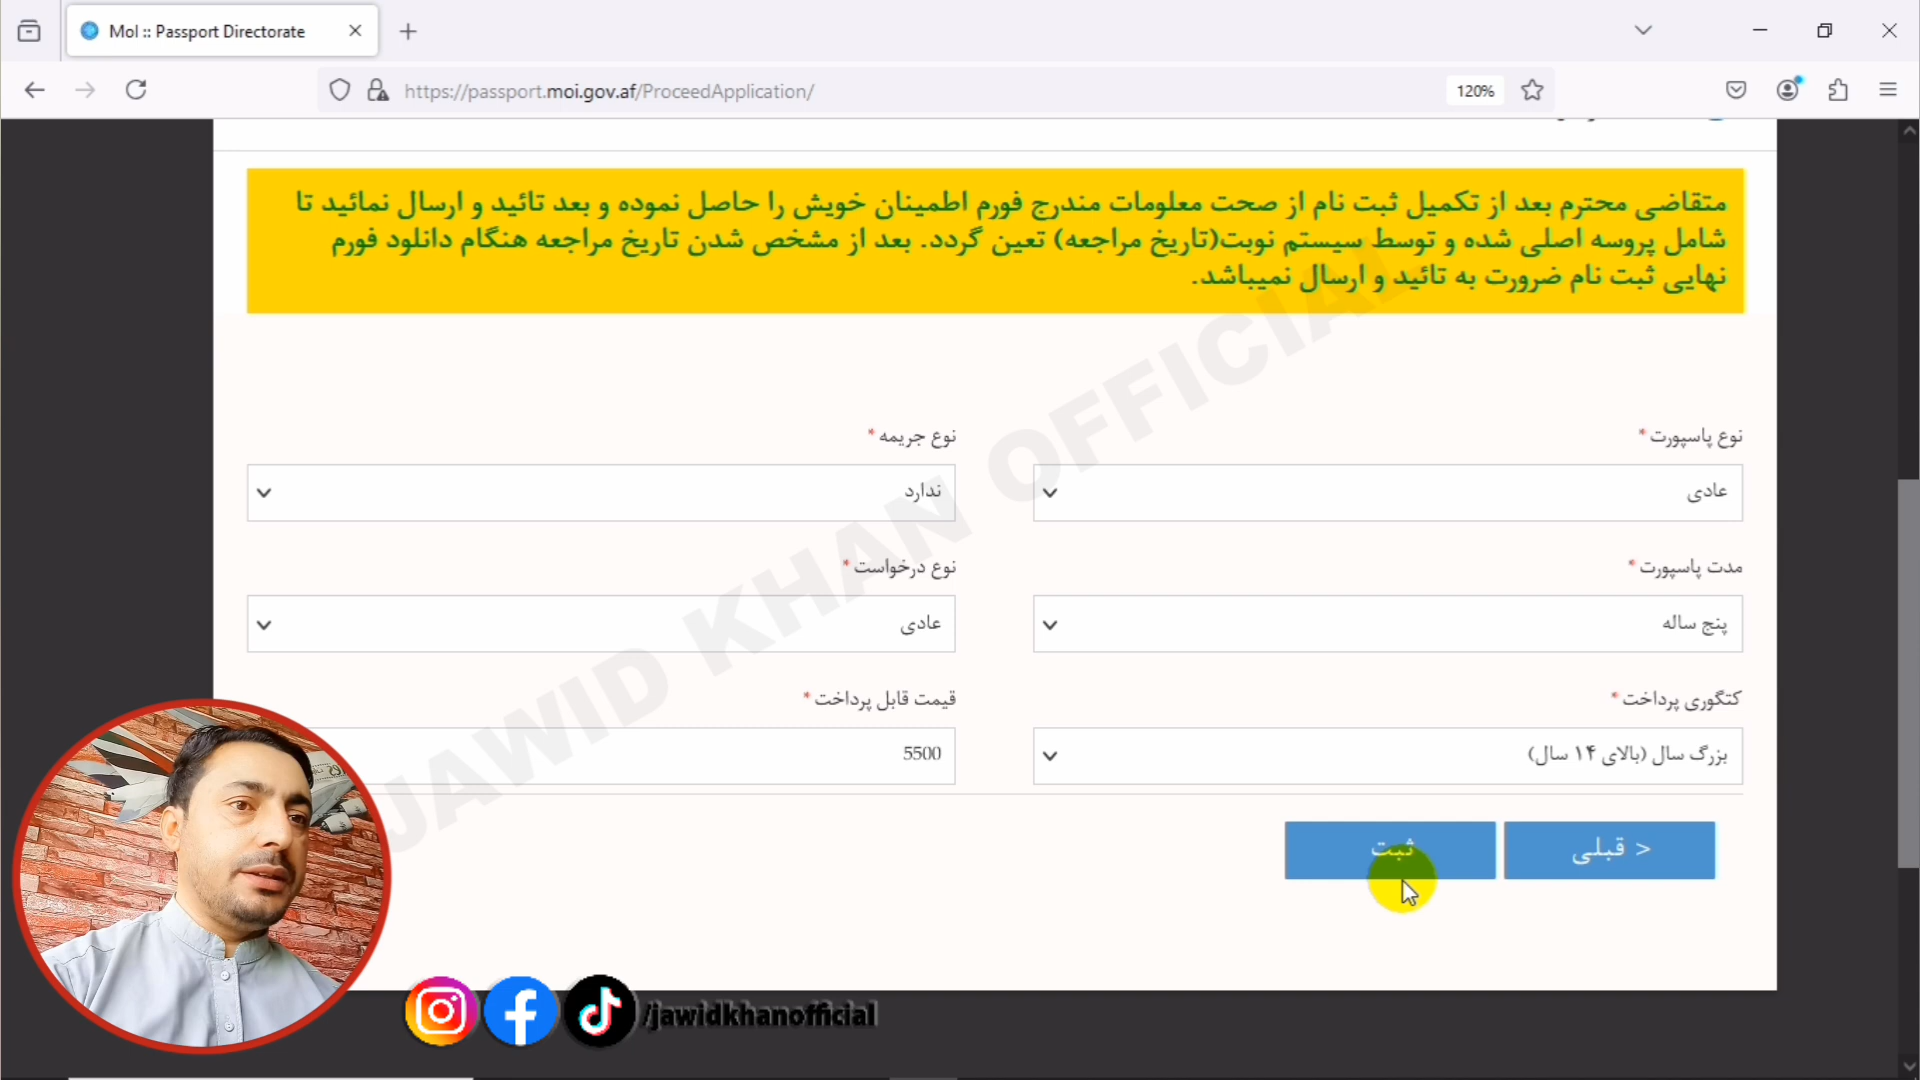 Mol :: Passport Directorate
https://passport.moi.gov.af/ProceedApplication/
120%
متقاضی محترم بعد از تکمیل ثبت نام از صحت معلومات مندرج فورم اطمینان خویش را حاصل نموده و بعد تائید و ارسال نمائید تا
شامل پروسه اصلی شده و توسط سیستم نوبت(تاریخ مراجعه) تعین گردد. بعد از مشخص شدن تاریخ مراجعه هنگام دانلود فورم
نهایی ثبت نام ضرورت به تائید و ارسال نمیباشد.
نوع پاسپورت *
عادی
نوع جریمه *
ندارد
مدت پاسپورت *
پنج ساله
نوع درخواست *
عادی
کتگوری پرداخت *
بزرگ سال (بالای ۱۴ سال)
قیمت قابل پرداخت *
5500
< قبلی
ثبت
JAWID KHAN OFFICIAL
/jawidkhanofficial